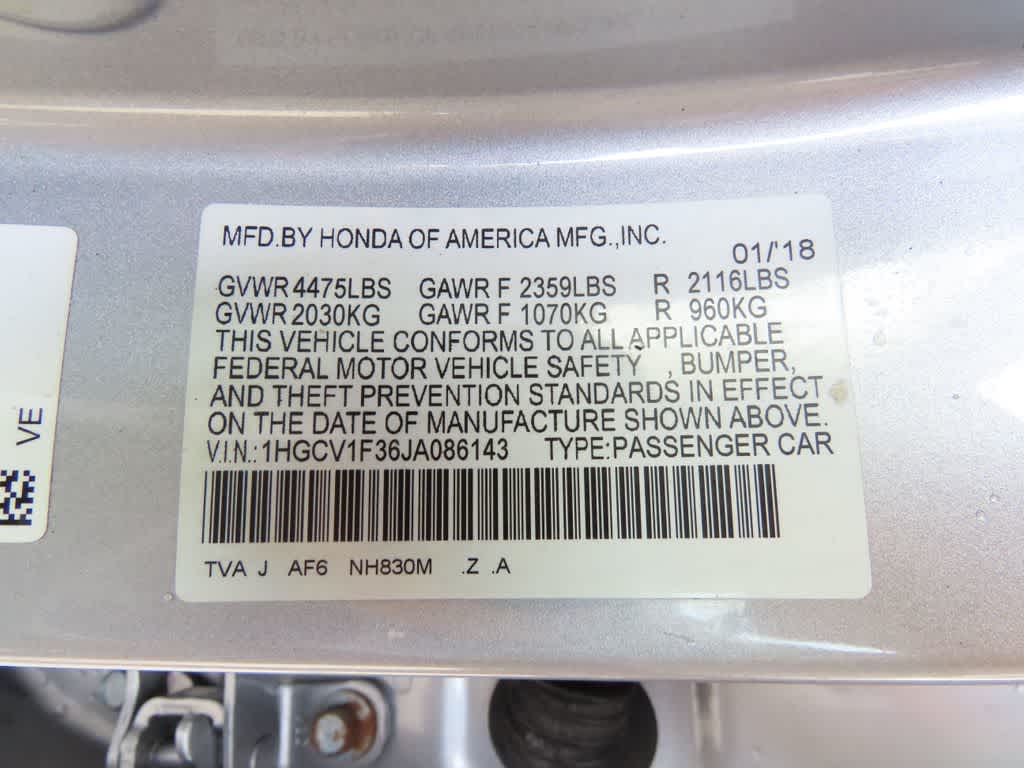 MFD.BY HONDA OF AMERICA MFG.,INC.
01/'18
GVWR 4475LBS GAWR F 2359LBS R 2116LBS
GVWR 2030KG GAWR F 1070KG R 960KG
THIS VEHICLE CONFORMS TO ALL APPLICABLE
FEDERAL MOTOR VEHICLE SAFETY , BUMPER,
AND THEFT PREVENTION STANDARDS IN EFFECT
ON THE DATE OF MANUFACTURE SHOWN ABOVE.
V.I.N.:1HGCV1F36JA086143 TYPE:PASSENGER CAR
TVA J AF6 NH830M .Z .A
VE